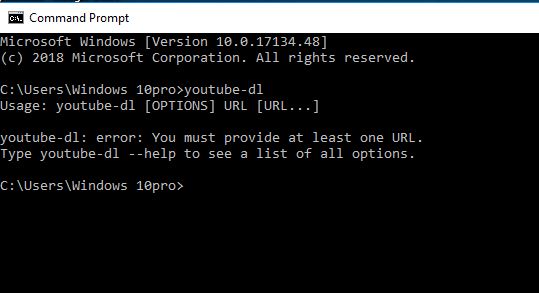 Command Prompt
Microsoft Windows [Version 10.0.17134.48]
(c) 2018 Microsoft Corporation. All rights reserved.
C:\Users\Windows 10pro>youtube-dl
Usage: youtube-dl [OPTIONS] URL [URL...]
youtube-dl: error: You must provide at least one URL.
Type youtube-dl --help to see a list of all options.
C:\Users\Windows 10pro>